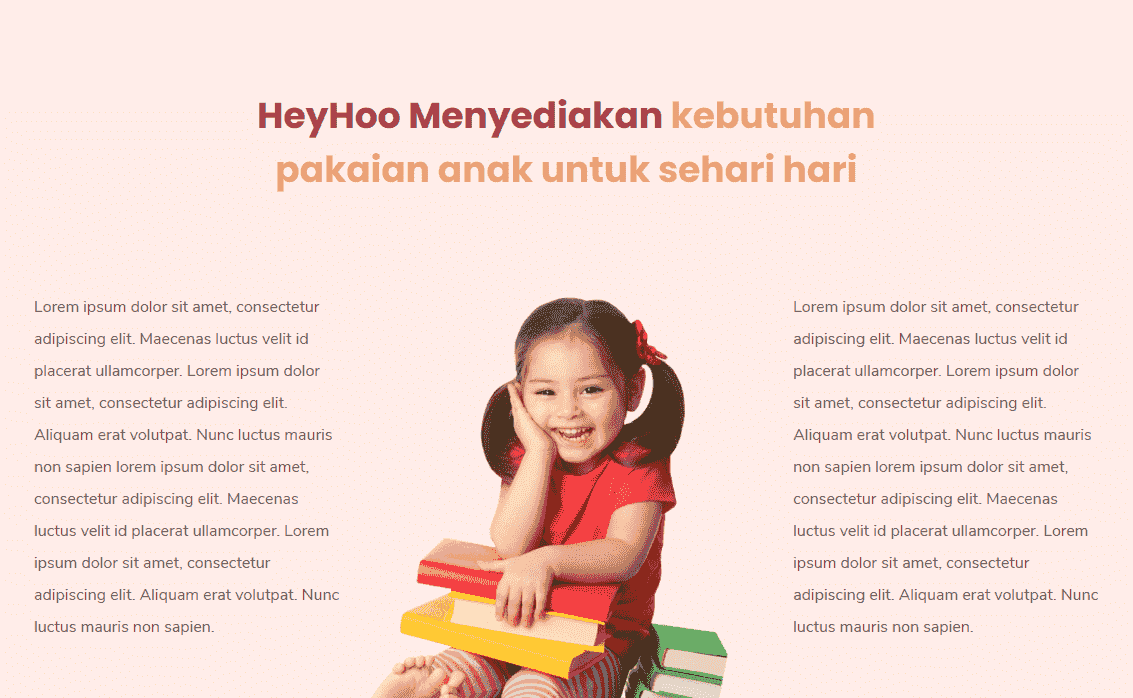 HeyHoo Menyediakan kebutuhan
pakaian anak untuk sehari hari
Lorem ipsum dolor sit amet, consectetur
adipiscing elit. Maecenas luctus velit id
placerat ullamcorper. Lorem ipsum dolor
sit amet, consectetur adipiscing elit.
Aliquam erat volutpat. Nunc luctus mauris
non sapien lorem ipsum dolor sit amet,
consectetur adipiscing elit. Maecenas
luctus velit id placerat ullamcorper. Lorem
ipsum dolor sit amet, consectetur
adipiscing elit. Aliquam erat volutpat. Nunc
luctus mauris non sapien.
Lorem ipsum dolor sit amet, consectetur
adipiscing elit. Maecenas luctus velit id
placerat ullamcorper. Lorem ipsum dolor
sit amet, consectetur adipiscing elit.
Aliquam erat volutpat. Nunc luctus mauris
non sapien lorem ipsum dolor sit amet,
consectetur adipiscing elit. Maecenas
luctus velit id placerat ullamcorper. Lorem
ipsum dolor sit amet, consectetur
adipiscing elit. Aliquam erat volutpat. Nunc
luctus mauris non sapien.